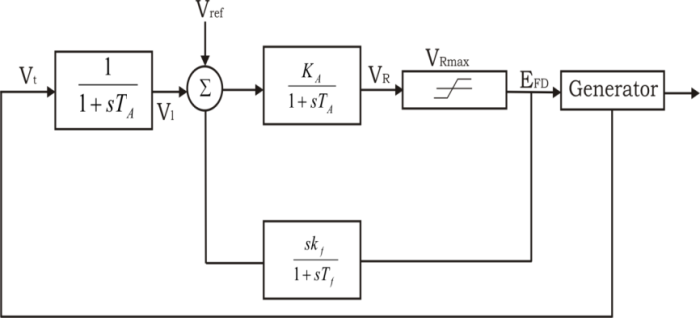 Vref
Vt
1
1+sTA
V1
Σ
KA
1+sTA
VR
VRmax
EFD
Generator
skf
1+sTf